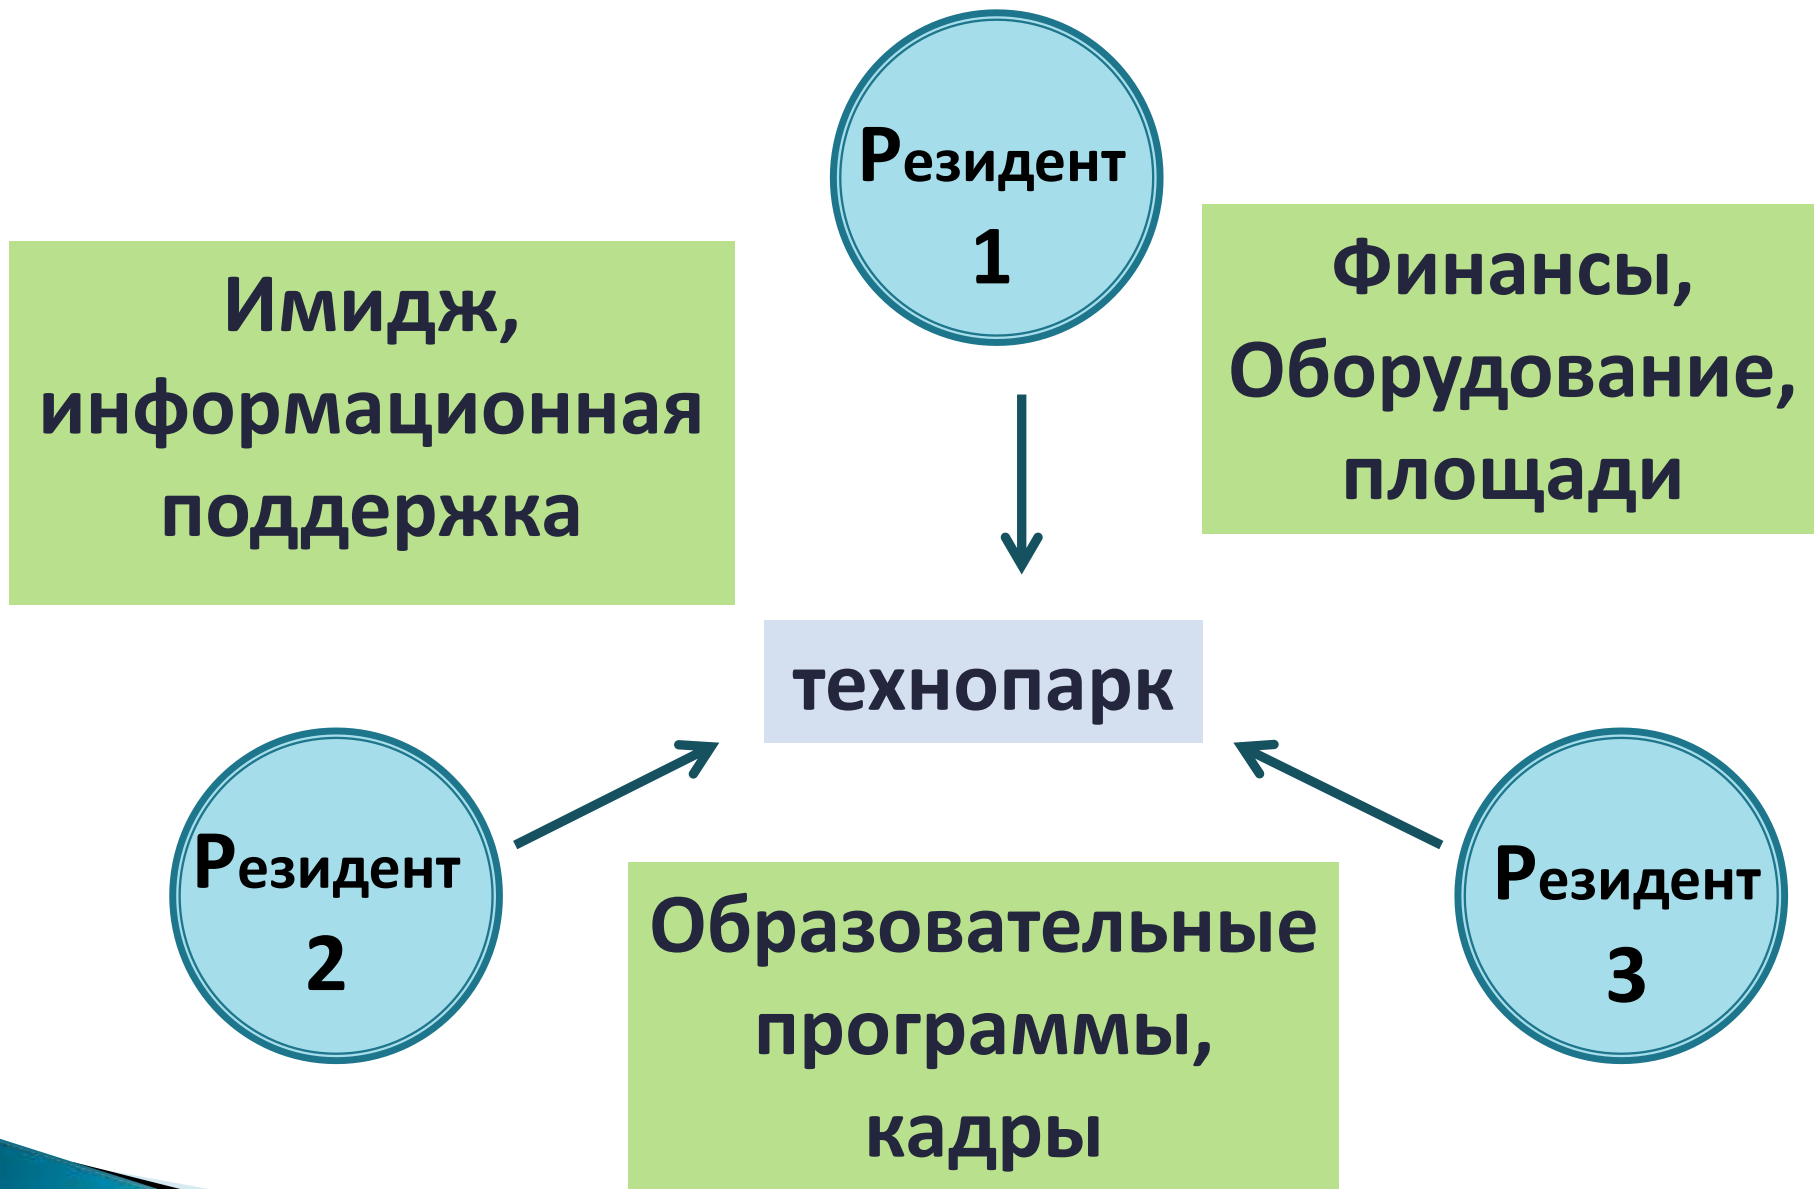 Резидент
1
Имидж,
информационная
поддержка
Финансы,
Оборудование,
площади
технопарк
Резидент
2
Образовательные
программы,
кадры
Резидент
3